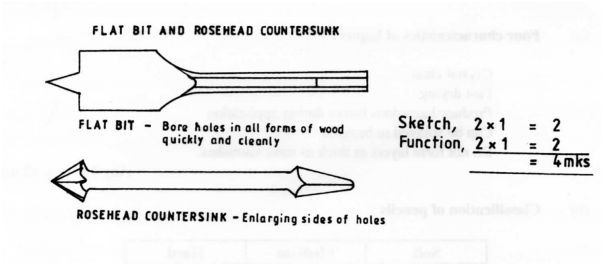 FLAT BIT AND ROSEHEAD COUNTERSUNK
FLAT BIT - Bore holes in all forms of wood
quickly and cleanly
Sketch, 2 x 1 = 2
Function, 2 x 1 = 2
= 4mks
ROSEHEAD COUNTERSINK - Enlarging sides of holes